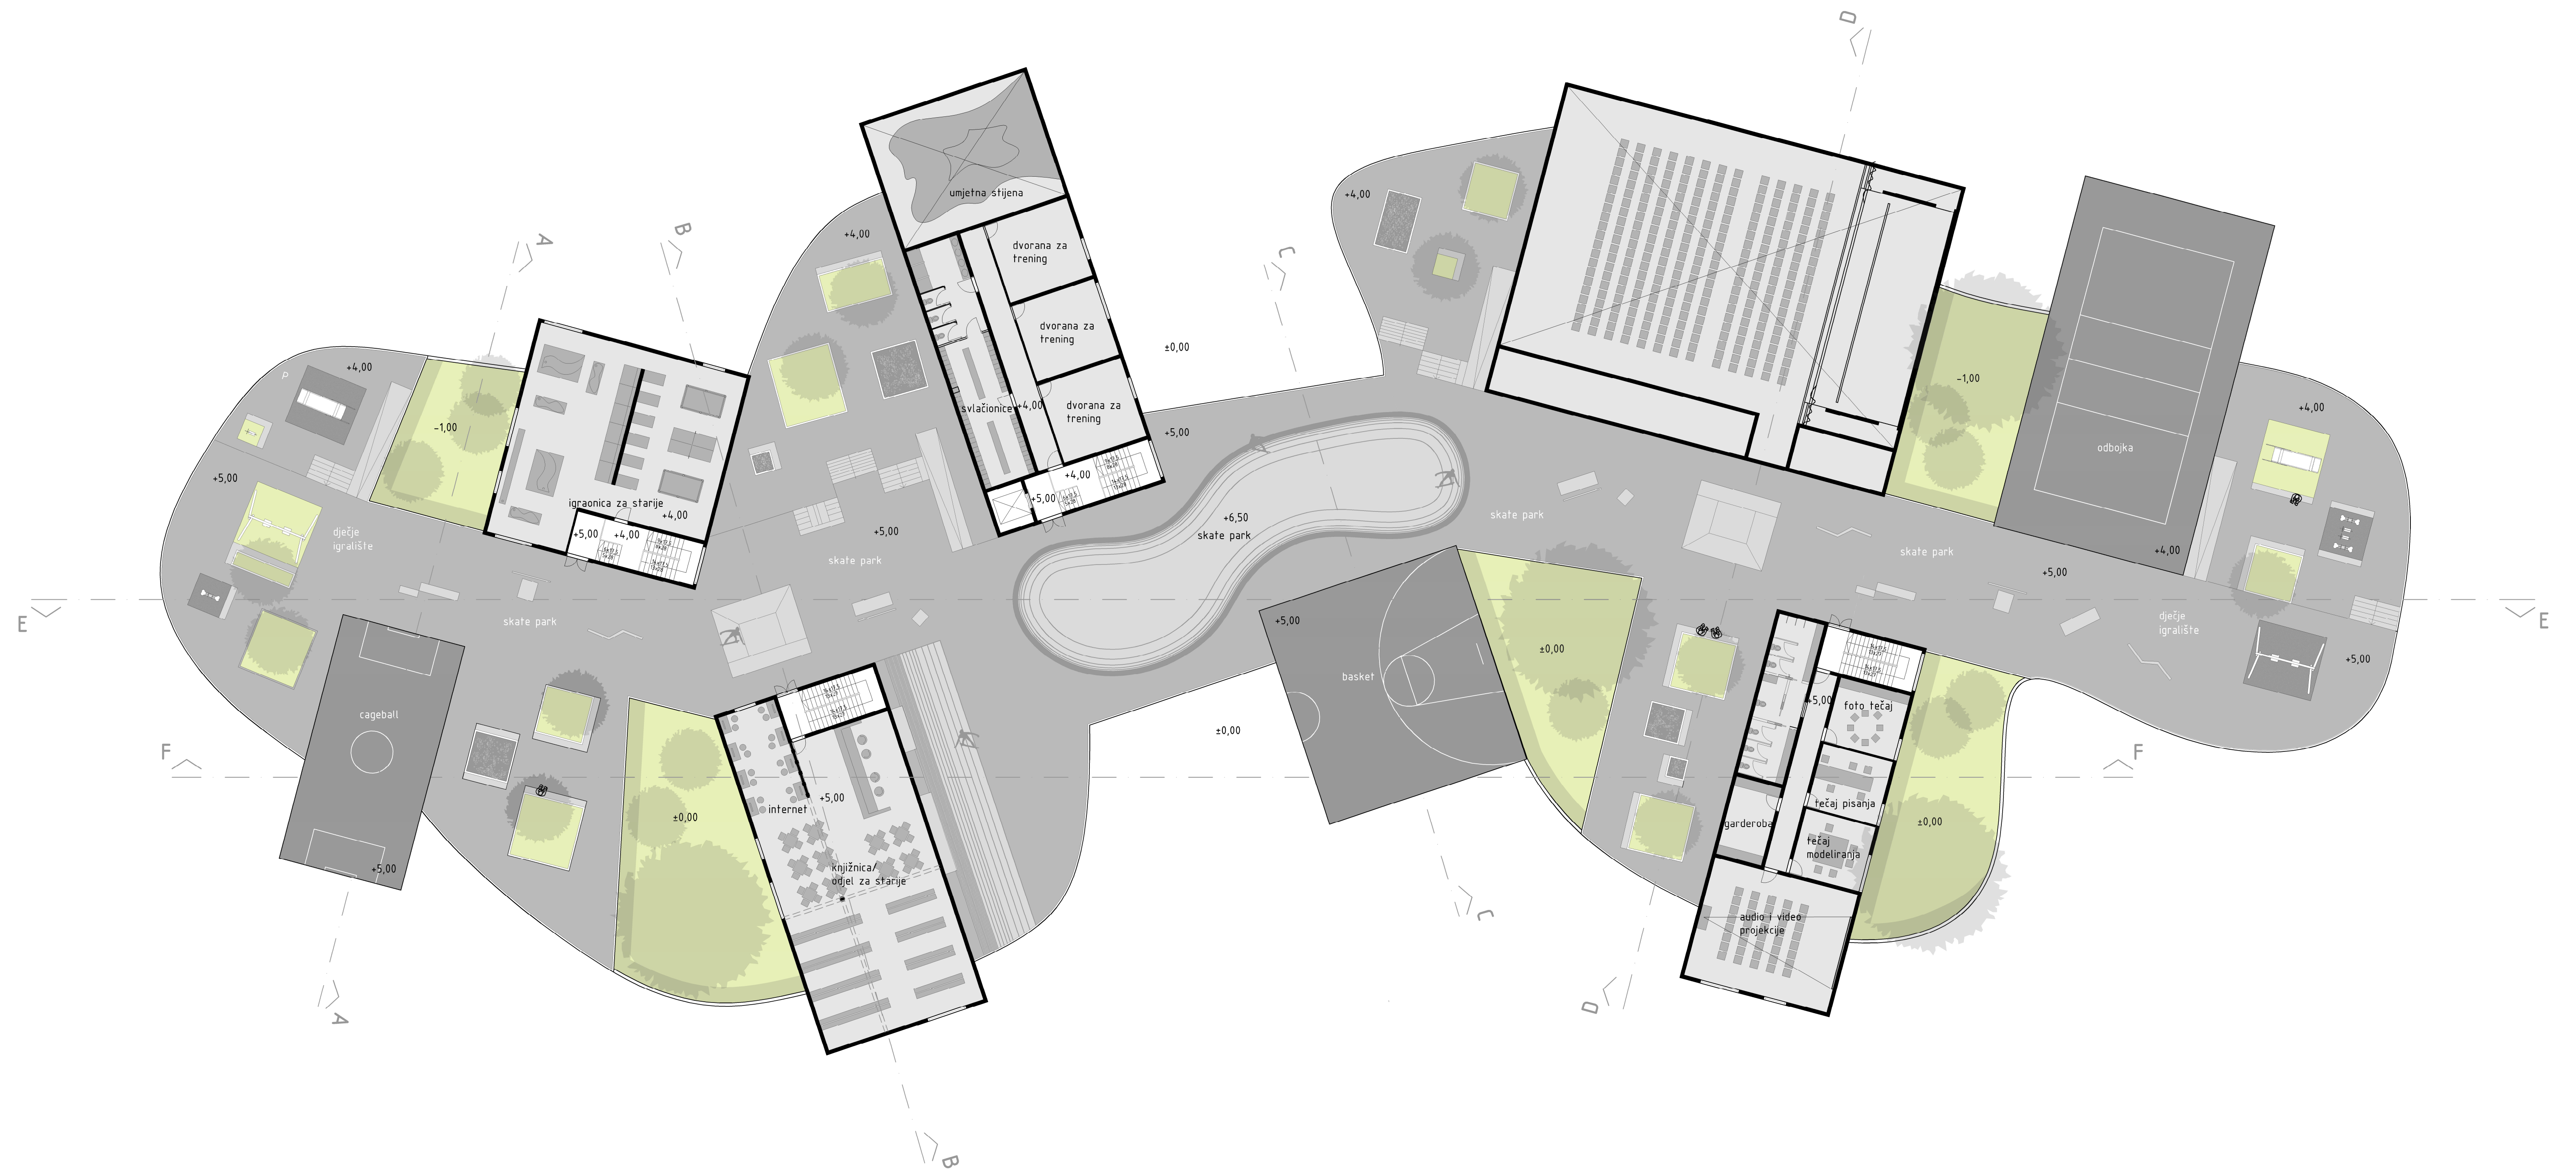 D
umjetna stijena
+4,00
+4,00
A
B
C
dvorana za
trening
dvorana za
trening
dvorana za
trening
svlačionice
+4,00
±0,00
+5,00
+4,00
+5,00
P
+4,00
-1,00
igraonica za starije
+4,00
+5,00
+4,00
+5,00
dječje
igralište
skate park
+5,00
skate park
+6,50
skate park
skate park
-1,00
odbojka
+4,00
+4,00
skate park
+5,00
dječje
igralište
+5,00
E
E
cageball
+5,00
F
F
±0,00
internet
+5,00
knjižnica/
odjel za starije
±0,00
+5,00
basket
±0,00
+5,00
foto tečaj
tečaj pisanja
garderoba
tečaj
modeliranja
±0,00
audio i video
projekcije
A
C
D
B